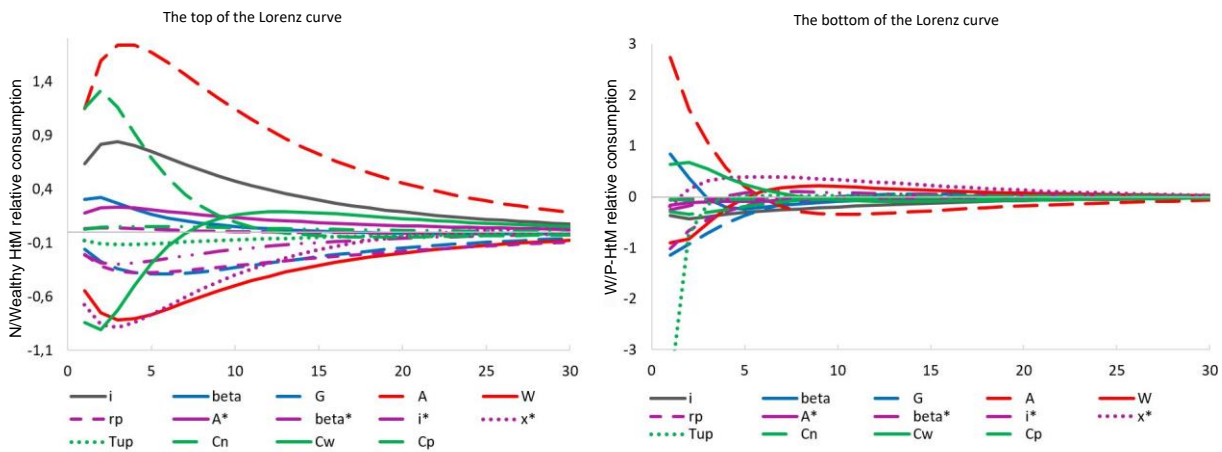 The top of the Lorenz curve
N/Wealthy HtM relative consumption
1,4
0,9
0,4
-0,1
-0,6
-1,1
0 5 10 15 20 25 30
i beta G A W
rp A* beta* i* x*
Tup Cn Cw Cp
The bottom of the Lorenz curve
W/P-HtM relative consumption
3
2
1
0
-1
-2
-3
0 5 10 15 20 25 30
i beta G A W
rp A* beta* i* x*
Tup Cn Cw Cp